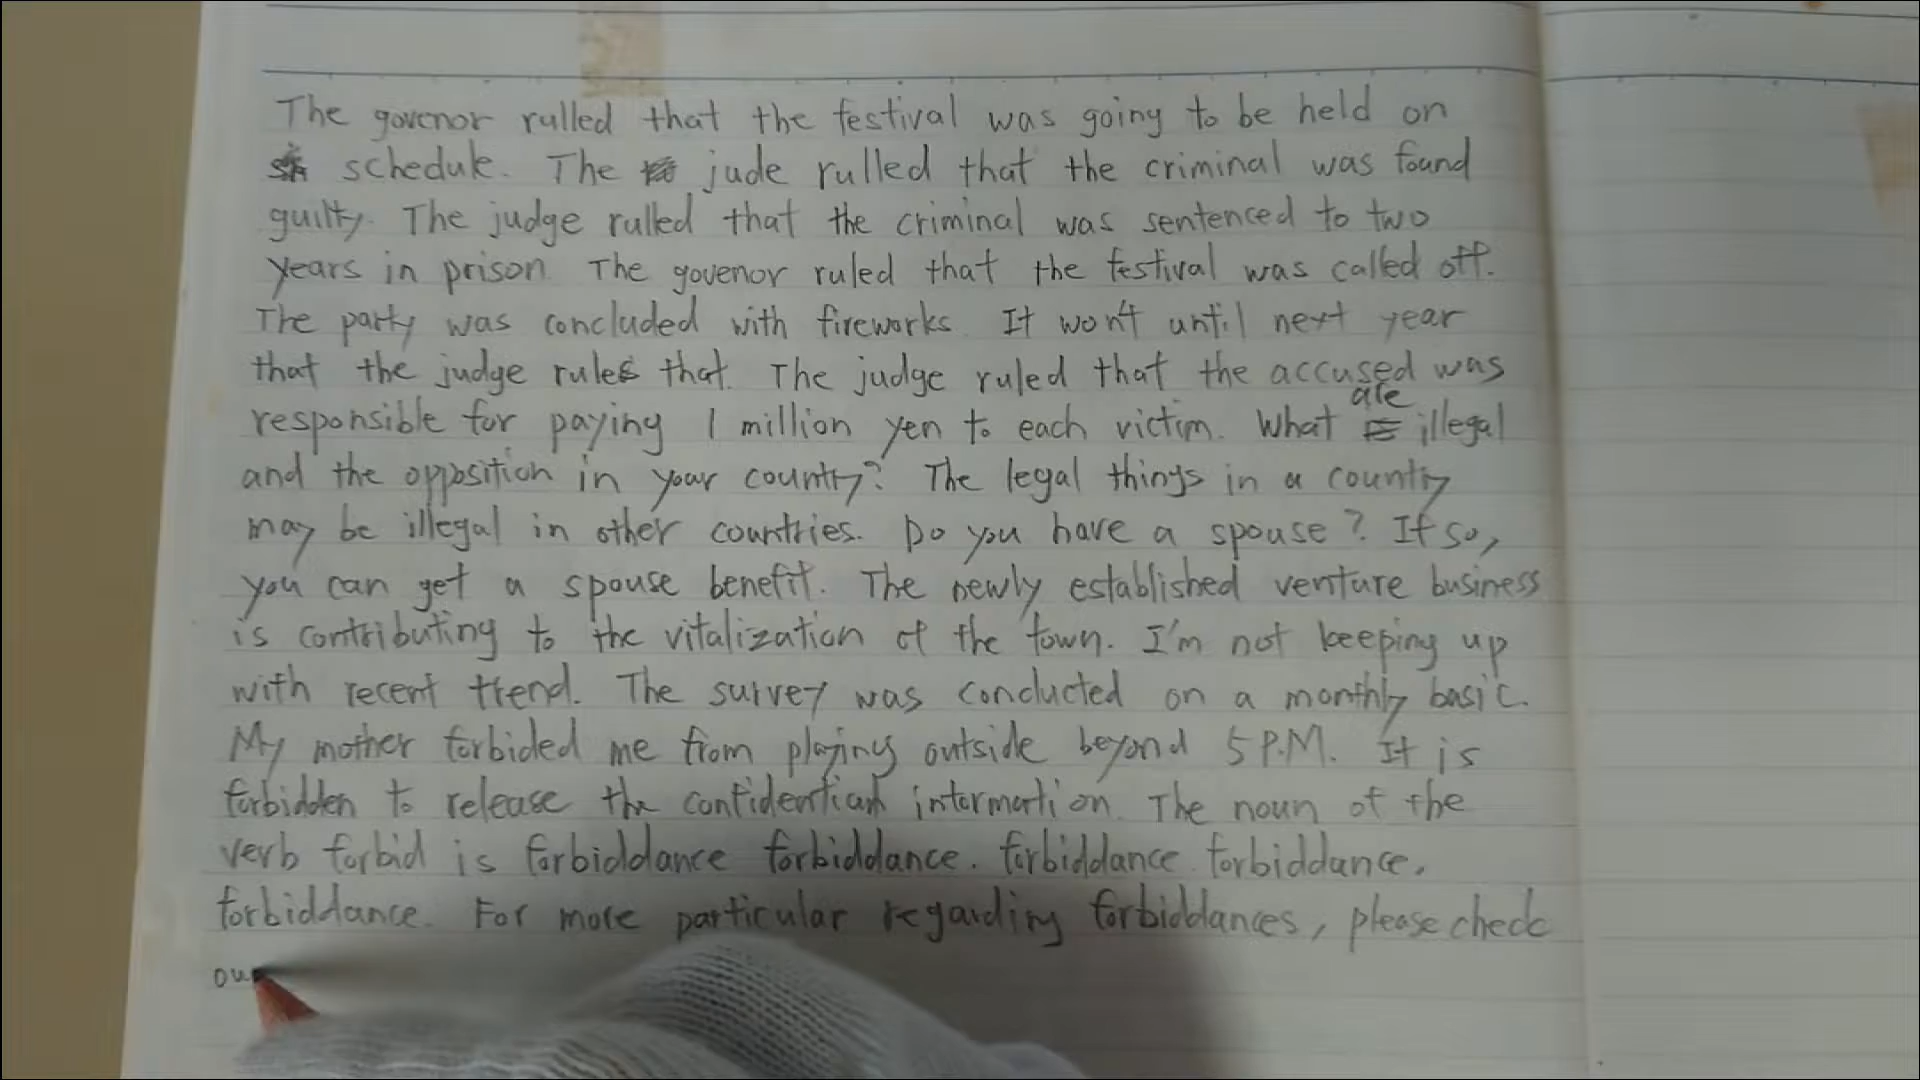 The govenor rulled that the festival was going to be held on
schedule. The jude rulled that the criminal was found
guilty. The judge rulled that the criminal was sentenced to two
years in prison. The govenor ruled that the festival was called off.
The party was concluded with fireworks. It won't until next year
that the judge rules that. The judge ruled that the accused was
are
responsible for paying 1 million yen to each victim. What illegal
and the opposition in your country? The legal things in a country
may be illegal in other countries. Do you have a spouse? If so,
you can get a spouse benefit. The newly established venture business
is contributing to the vitalization of the town. I'm not keeping up
with recent trend. The survey was conducted on a monthly basic.
My mother forbided me from playing outside beyond 5 P.M. It is
forbidden to release the information. The noun of the
verb forbid is forbiddance forbiddance. forbiddance. forbiddance.
forbiddance. For more particular regarding forbiddances, please check
our